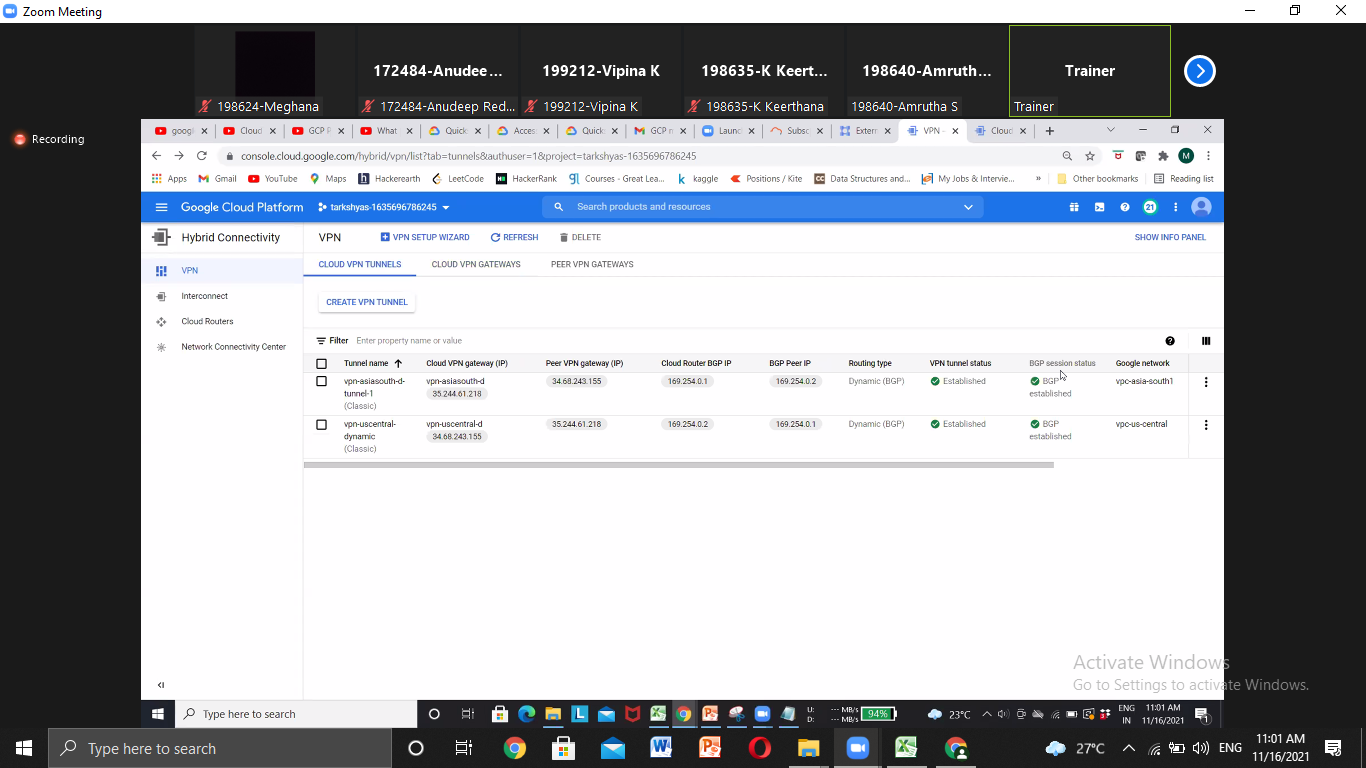 Zoom Meeting
172484-Anudee...
199212-Vipina K
198635-K Keert...
198640-Amruth...
Trainer
198624-Meghana
172484-Anudeep Red...
199212-Vipina K
198635-K Keerthana
198640-Amrutha S
Trainer
Recording
googl
Cloud
GCP F
What
Quick
Acces
Quick
GCP n
Launc
Subsc
Extern
VPN -
Cloud
console.cloud.google.com/hybrid/vpn/list?tab=tunnels&authuser=1&project=tarkshyas-1635696786245
M
Apps
Gmail
YouTube
Maps
Hackerearth
LeetCode
HackerRank
Courses - Great Lea...
kaggle
Positions / Kite
Data Structures and...
My Jobs & Intervie...
»
Other bookmarks
Reading list
Google Cloud Platform
tarkshyas-1635696786245
Search products and resources
21
Hybrid Connectivity
VPN
VPN SETUP WIZARD
REFRESH
DELETE
SHOW INFO PANEL
VPN
Interconnect
Cloud Routers
Network Connectivity Center
CLOUD VPN TUNNELS
CLOUD VPN GATEWAYS
PEER VPN GATEWAYS
CREATE VPN TUNNEL
Filter Enter property name or value
Tunnel name
Cloud VPN gateway (IP)
Peer VPN gateway (IP)
Cloud Router BGP IP
BGP Peer IP
Routing type
VPN tunnel status
BGP session status
Google network
vpn-asiasouth-d-
tunnel-1
(Classic)
vpn-asiasouth-d
35.244.61.218
34.68.243.155
169.254.0.1
169.254.0.2
Dynamic (BGP)
Established
BGP
established
vpc-asia-south1
vpn-uscentral-
dynamic
(Classic)
vpn-uscentral-d
34.68.243.155
35.244.61.218
169.254.0.2
169.254.0.1
Dynamic (BGP)
Established
BGP
established
vpc-us-central
Activate Windows
Go to Settings to activate Windows.
Type here to search
U:
D:
--- MB/s
--- MB/s
94%
23°C
ENG
IN
11:01 AM
11/16/2021
1
Type here to search
27°C
ENG
11:01 AM
11/16/2021